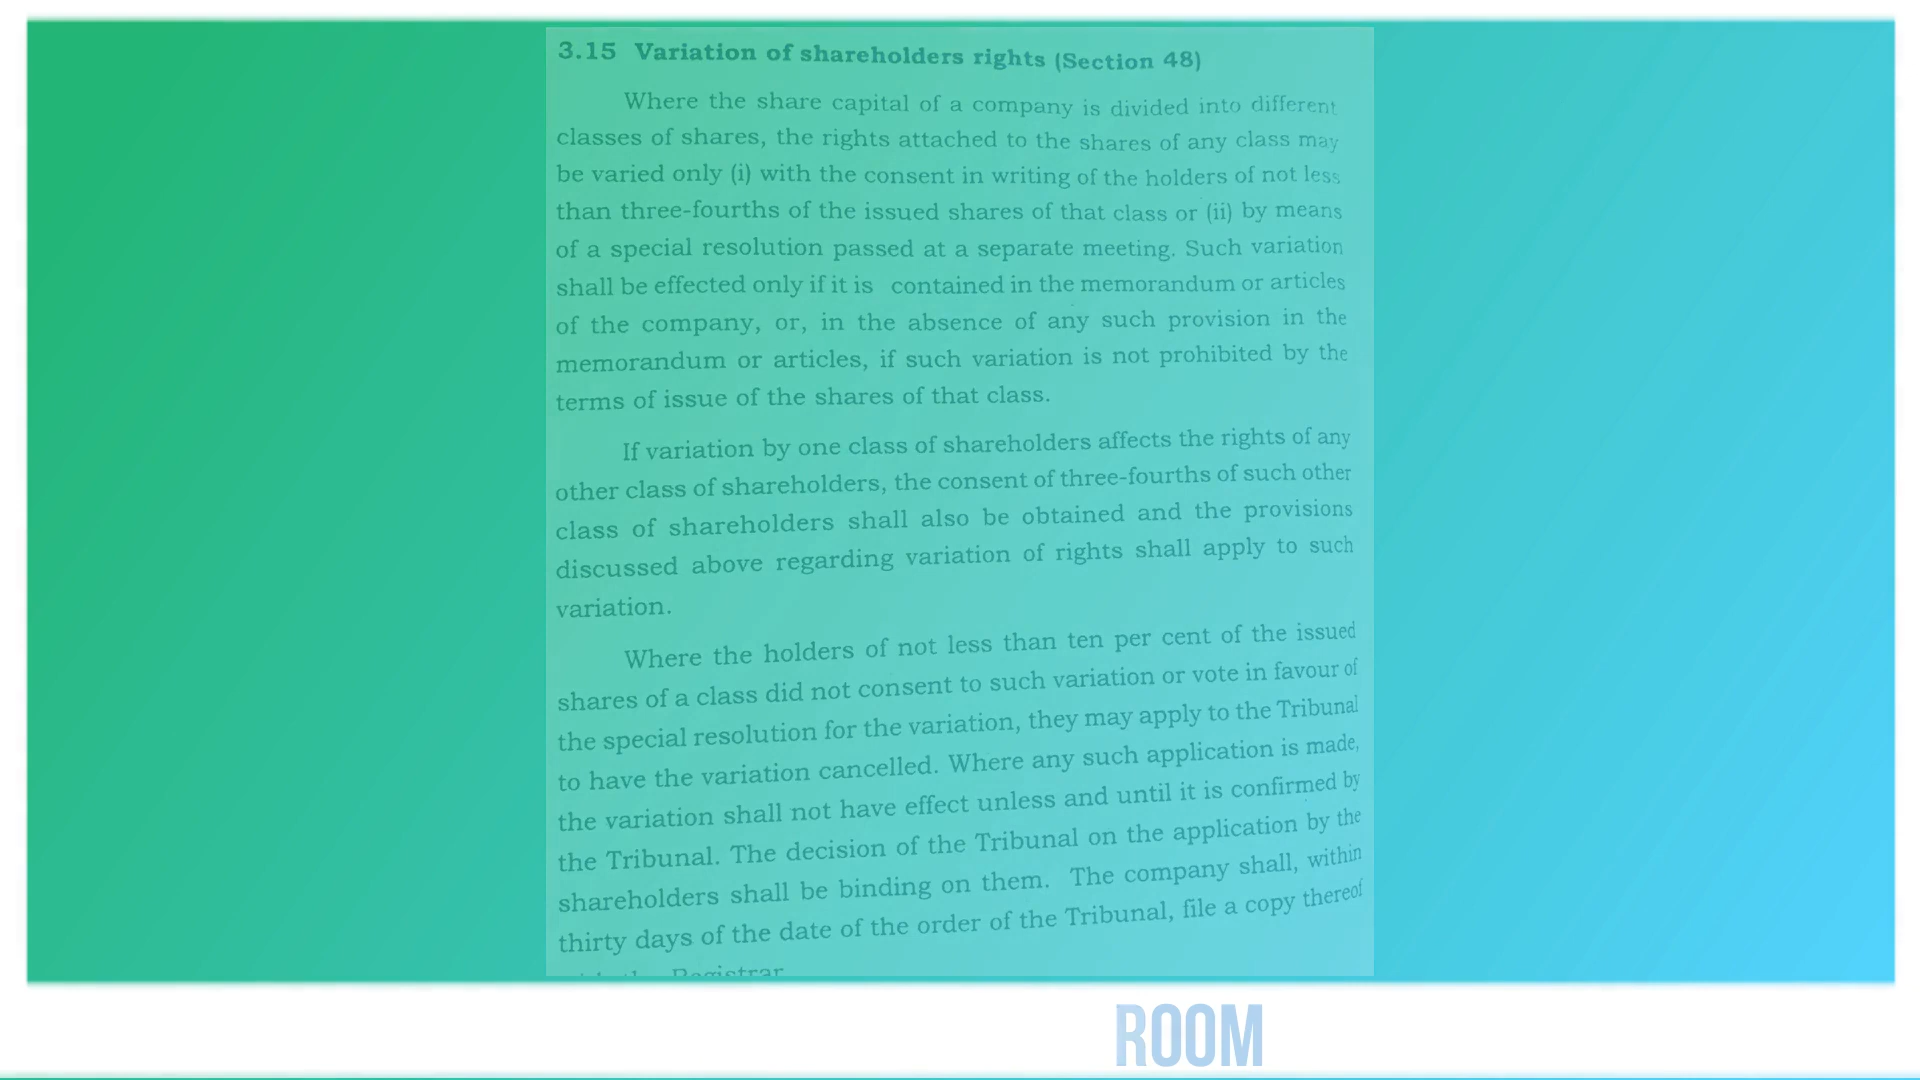 3.15 Variation of shareholders rights (Section 48)
Where the share capital of a company is divided into different
classes of shares, the rights attached to the shares of any class may
be varied only (i) with the consent in writing of the holders of not less
than three-fourths of the issued shares of that class or (ii) by means
of a special resolution passed at a separate meeting. Such variation
shall be effected only if it is contained in the memorandum or articles
of the company, or, in the absence of any such provision in the
memorandum or articles, if such variation is not prohibited by the
terms of issue of the shares of that class.
If variation by one class of shareholders affects the rights of any
other class of shareholders, the consent of three-fourths of such other
class of shareholders shall also be obtained and the provisions
discussed above regarding variation of rights shall apply to such
variation.
Where the holders of not less than ten per cent of the issued
shares of a class did not consent to such variation or vote in favour of
the special resolution for the variation, they may apply to the Tribunal
to have the variation cancelled. Where any such application is made,
the variation shall not have effect unless and until it is confirmed by
the Tribunal. The decision of the Tribunal on the application by the
shareholders shall be binding on them. The company shall, within
thirty days of the date of the order of the Tribunal, file a copy thereof
Registrar
ROOM